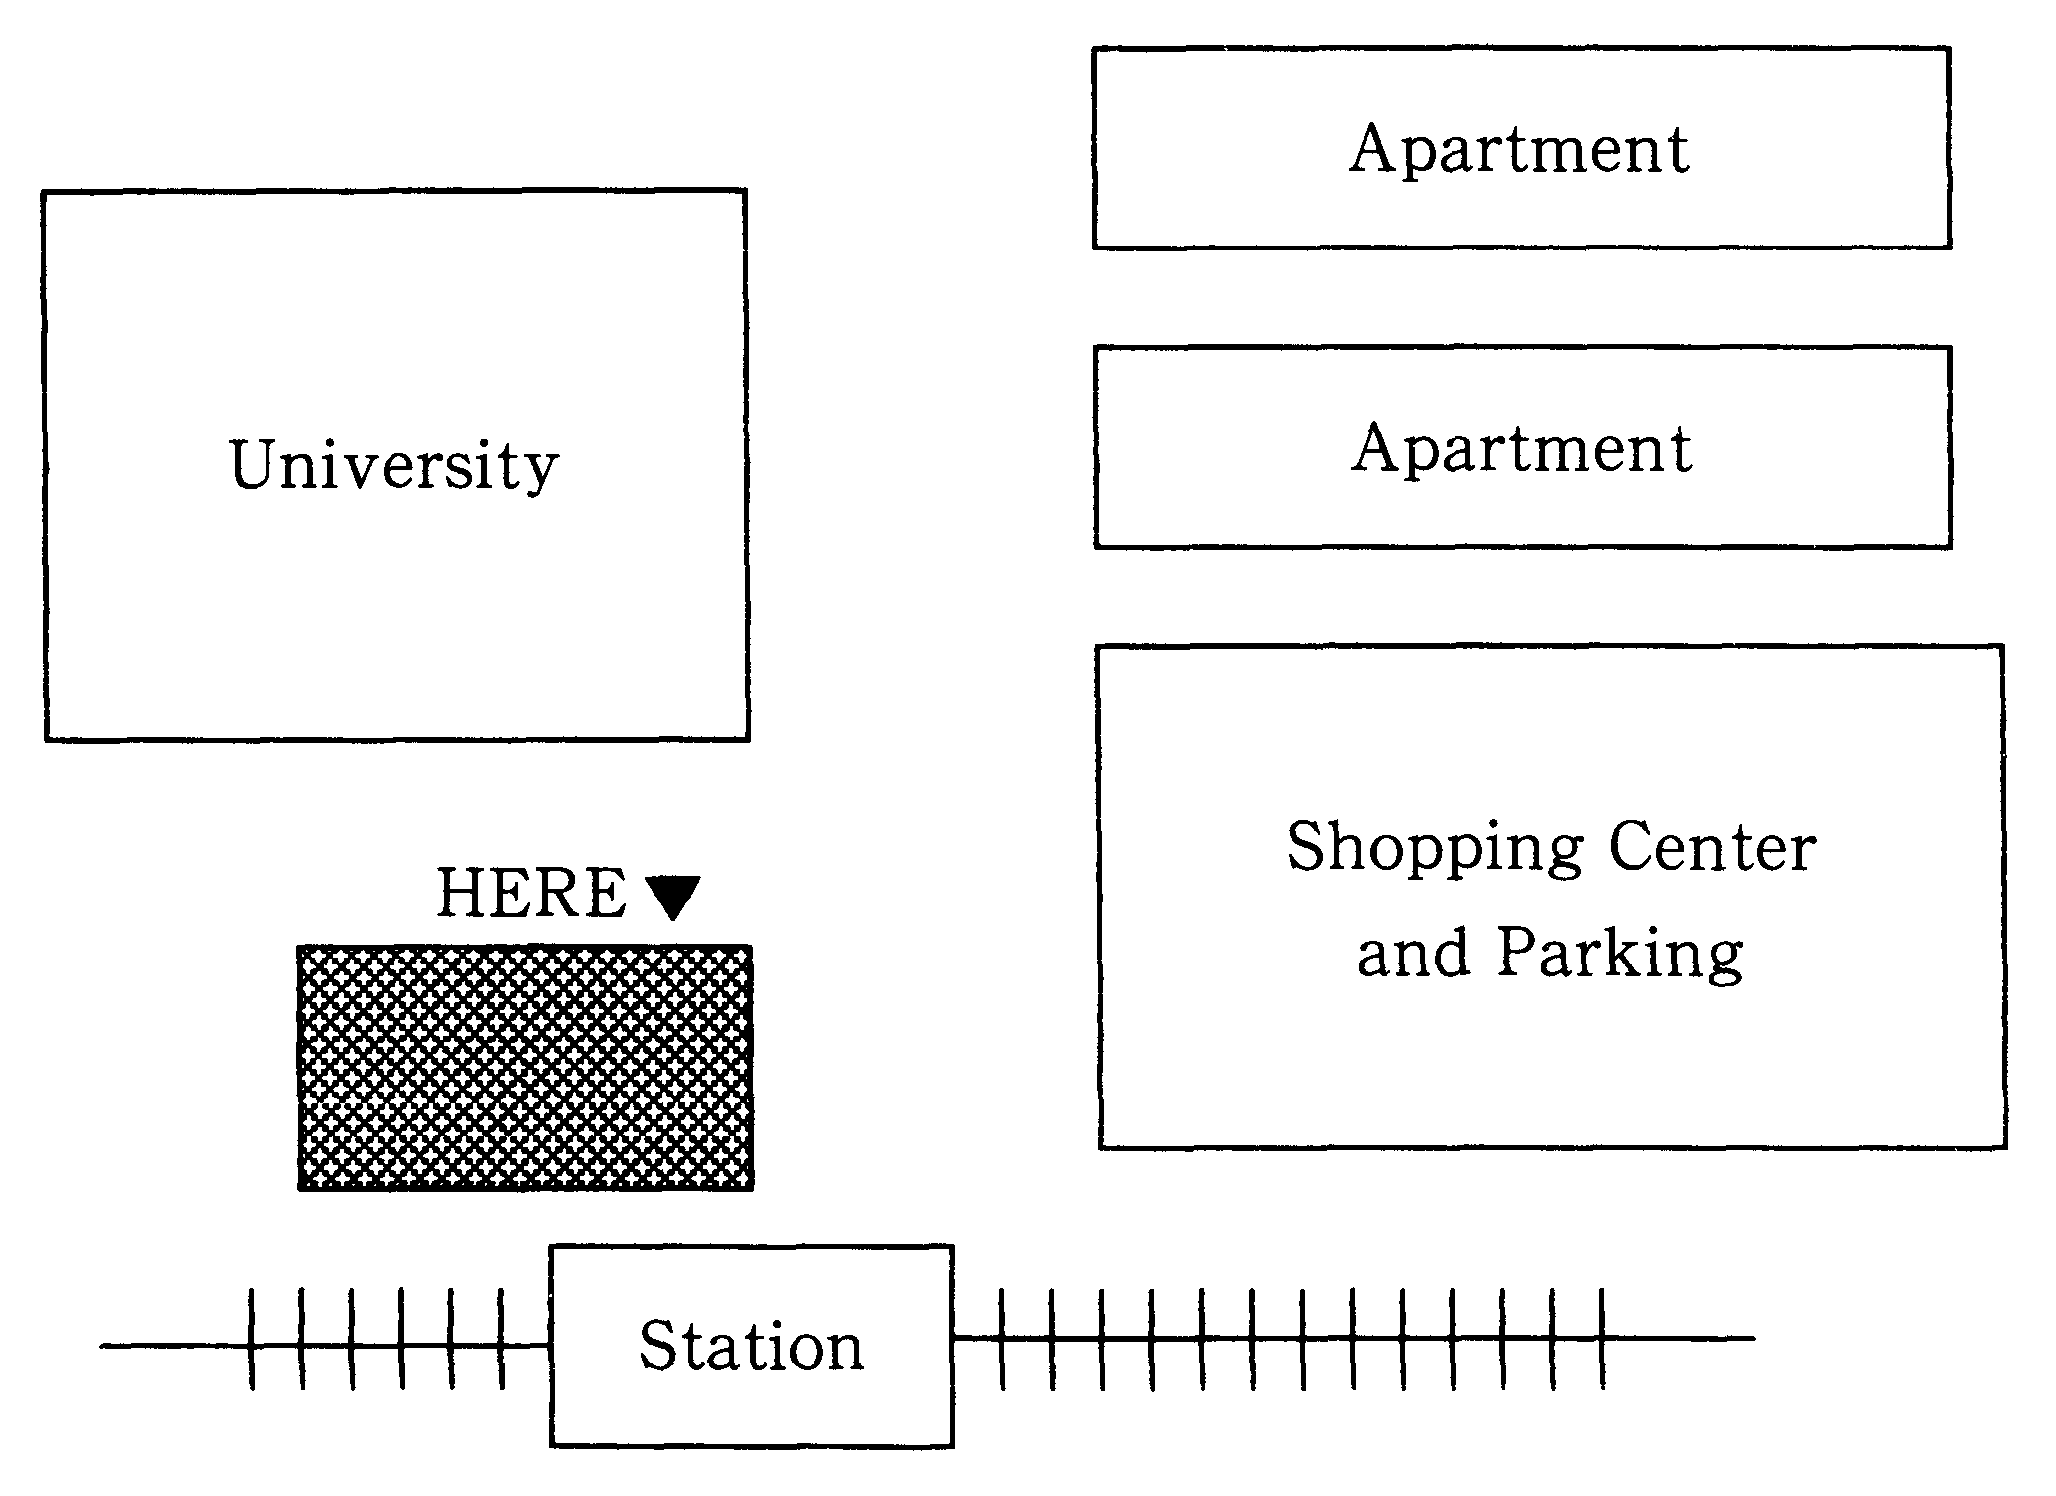 Apartment
University
Apartment
Shopping Center
and Parking
HERE
Station